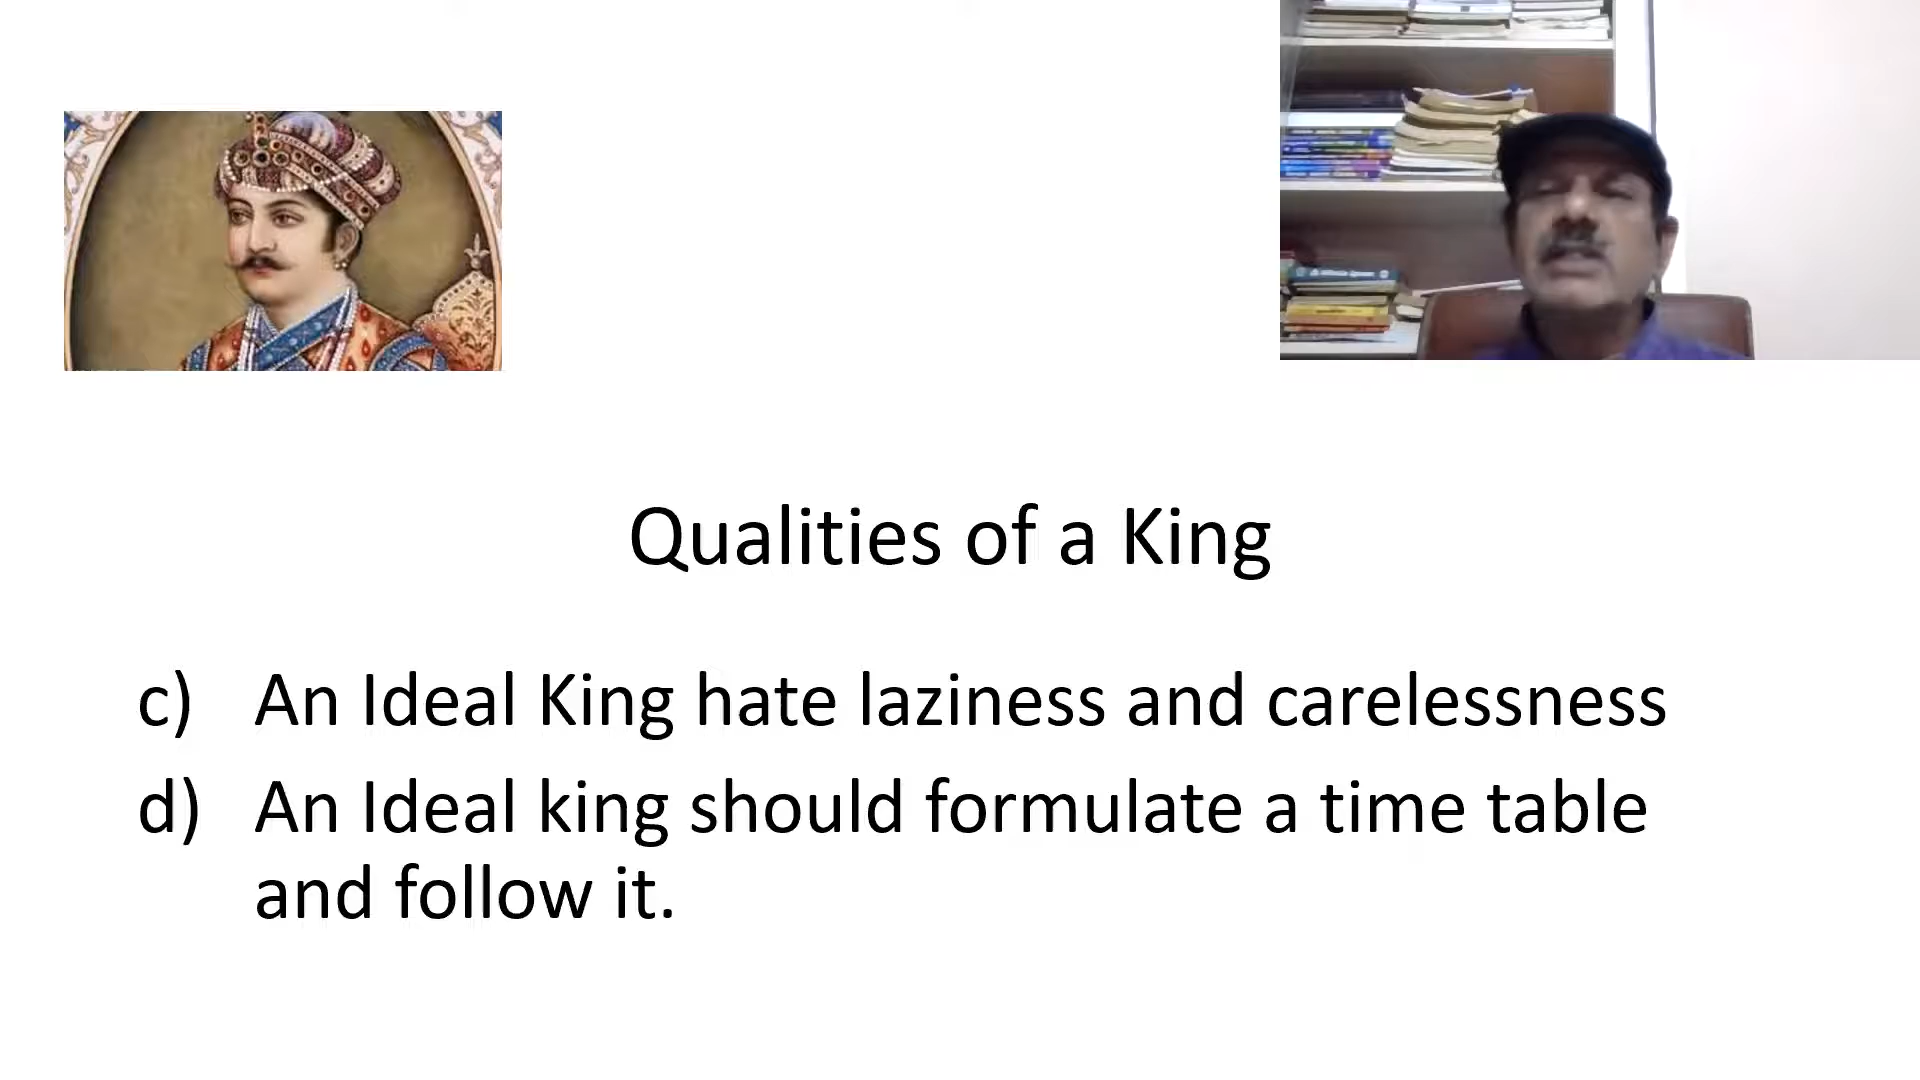 Qualities of a King
c) An Ideal King hate laziness and carelessness
d) An Ideal king should formulate a time table
and follow it.